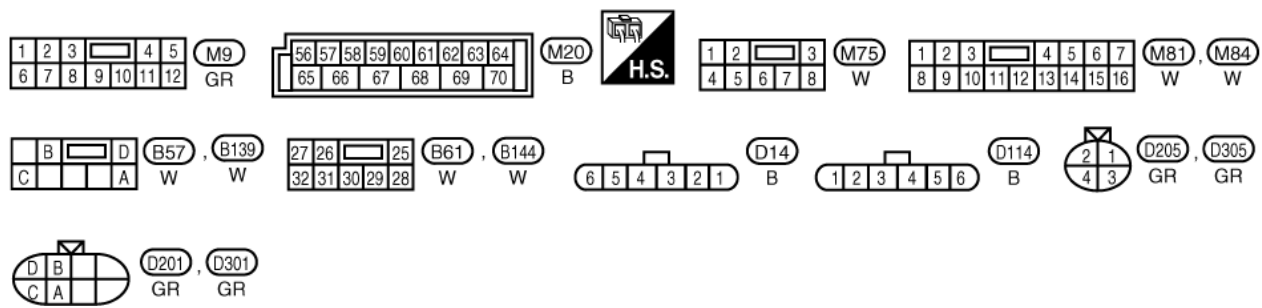 1 2 3 4 5 M9
6 7 8 9 10 11 12 GR
56 57 58 59 60 61 62 63 64 M20
65 66 67 68 69 70 B
H.S.
1 2 3 M75
4 5 6 7 8 W
1 2 3 4 5 6 7 M81 , M84
8 9 10 11 12 13 14 15 16 W W
B D B57 , B139
C A W W
27 26 25 B61 , B144
32 31 30 29 28 W W
6 5 4 3 2 1 D14
B
1 2 3 4 5 6 D114
B
2 1 D205 , D305
4 3 GR GR
D B D201 , D301
C A GR GR